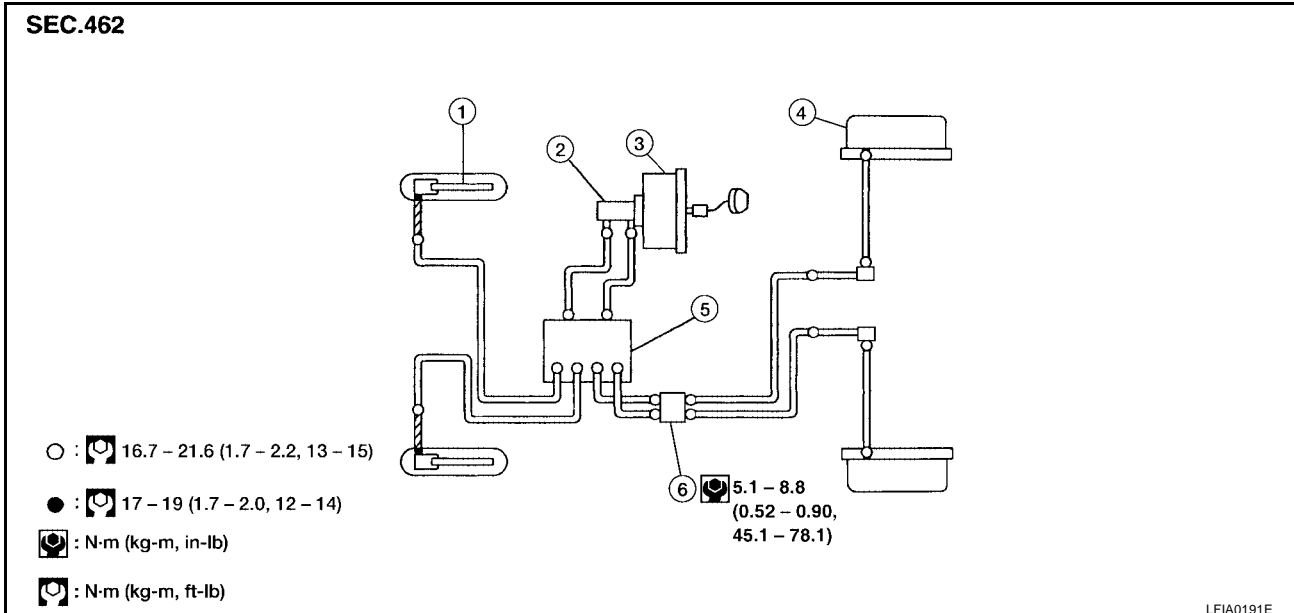 SEC.462
1
2
3
4
5
6
5.1 – 8.8
(0.52 – 0.90,
45.1 – 78.1)
○ : 16.7 – 21.6 (1.7 – 2.2, 13 – 15)
● : 17 – 19 (1.7 – 2.0, 12 – 14)
: N·m (kg-m, in-lb)
: N·m (kg-m, ft-lb)
LFIA0191E